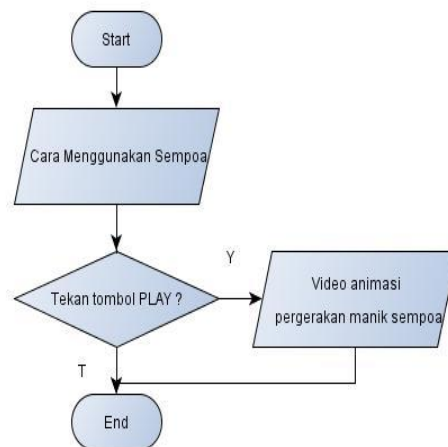 Start
Cara Menggunakan Sempoa
Tekan tombol PLAY ?
Y
Video animasi
pergerakan manik sempoa
T
End